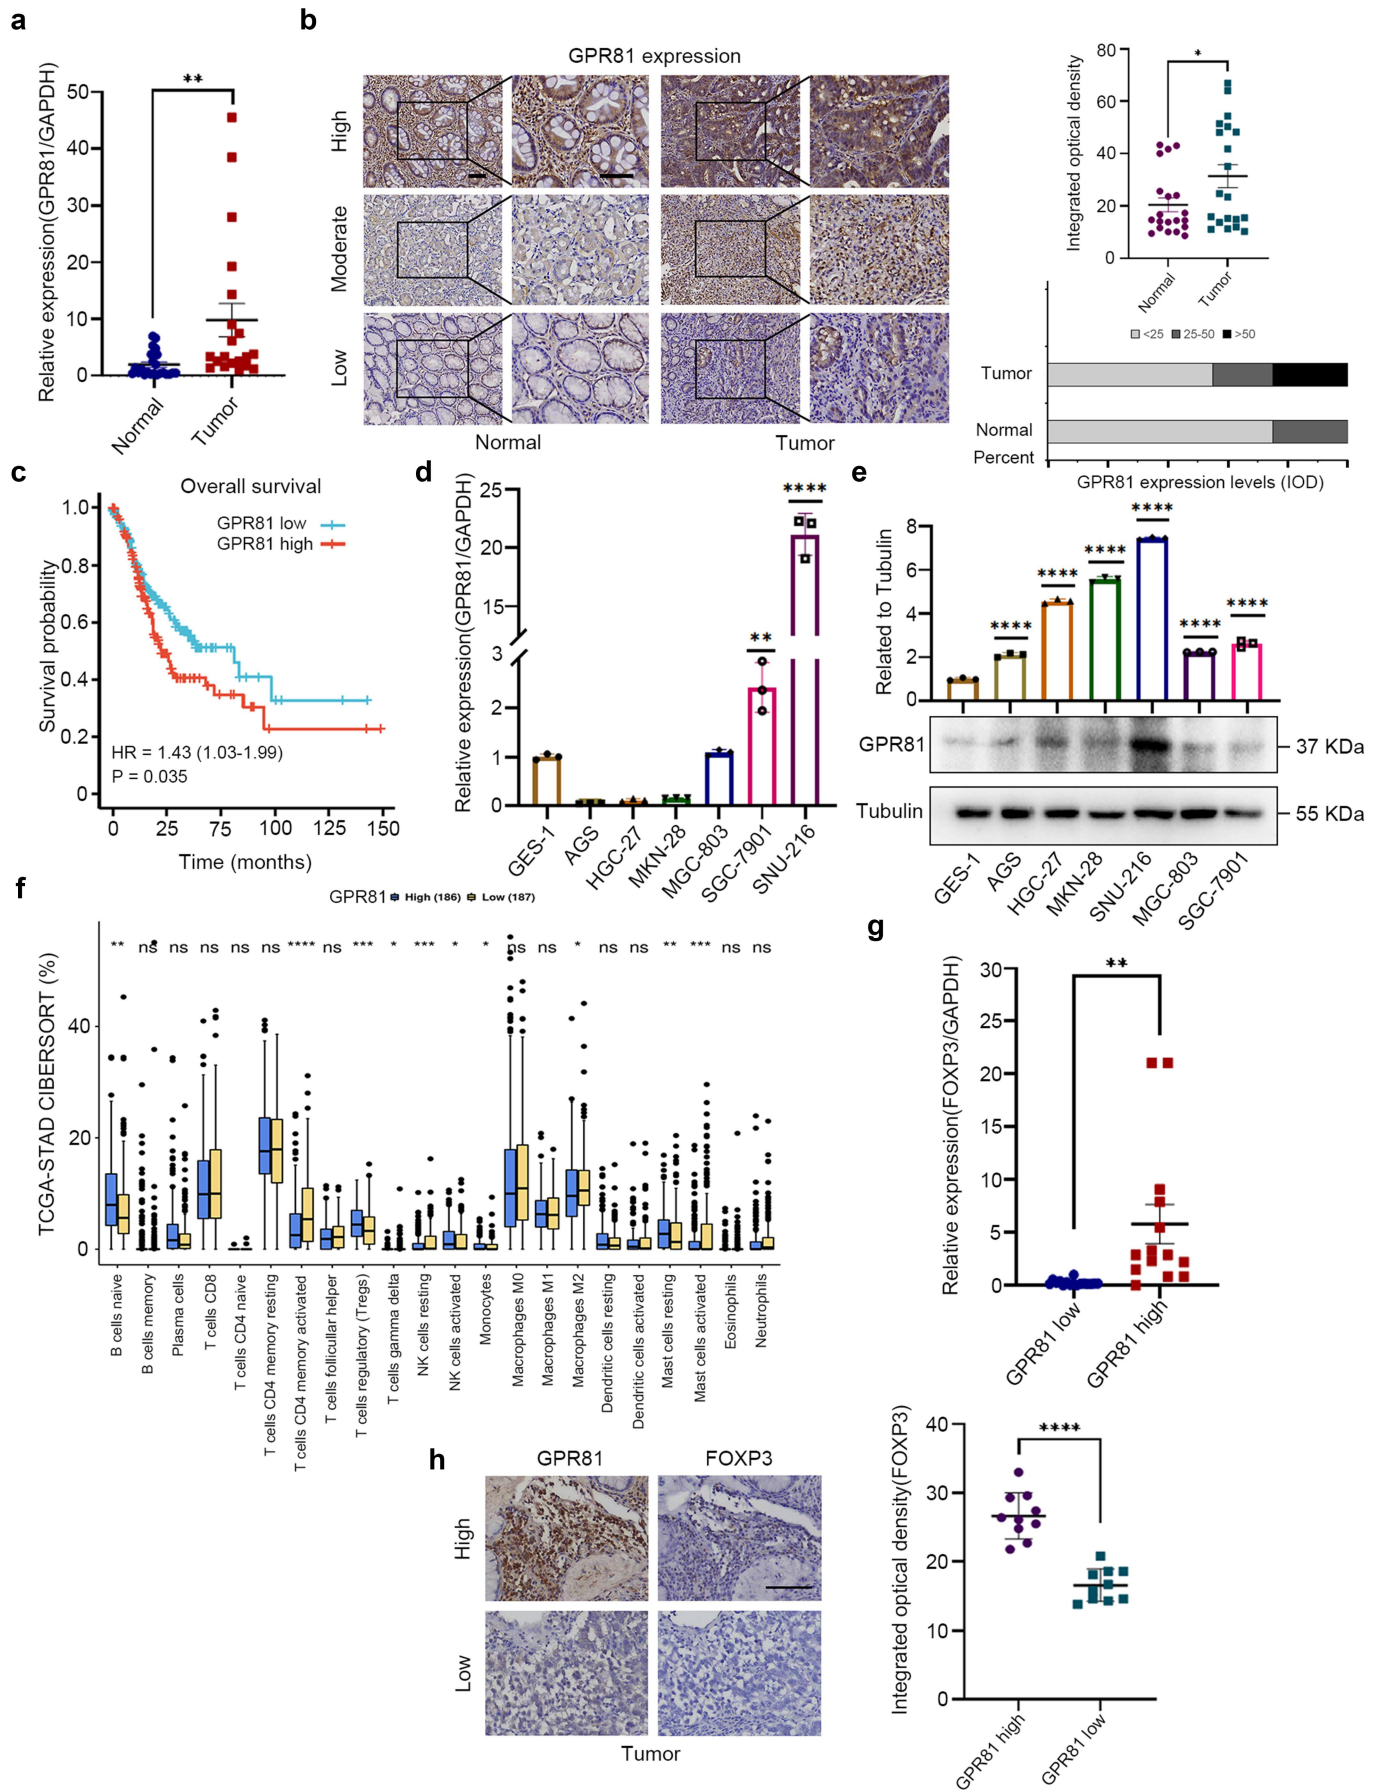 a
Relative expression(GPR81/GAPDH)
50
40
30
20
10
0
**
Normal
Tumor
b
GPR81 expression
High
Moderate
Low
Normal
Tumor
Integrated optical density
80
60
40
20
0
*
Normal
Tumor
<25 25-50 >50
Tumor
Normal
Percent
GPR81 expression levels (IOD)
c
Overall survival
GPR81 low
GPR81 high
Survival probability
1.0
0.8
0.6
0.4
0.2
0
HR = 1.43 (1.03-1.99)
P = 0.035
0 25 75 100 125 150
Time (months)
d
Relative expression(GPR81/GAPDH)
25
20
15
3
2
1
0
**
****
GES-1
AGS
HGC-27
MKN-28
MGC-803
SGC-7901
SNU-216
e
Related to Tubulin
8
6
4
2
0
****
****
****
****
****
****
GPR81
37 KDa
Tubulin
55 KDa
GES-1
AGS
HGC-27
MKN-28
SNU-216
MGC-803
SGC-7901
f
GPR81 High (186) Low (187)
TCGA-STAD CIBERSORT (%)
40
20
0
** ns ns ns ns ns **** ns *** * *** * * ns ns * ns ns ** *** ns ns
B cells naive
B cells memory
Plasma cells
T cells CD8
T cells CD4 naive
T cells CD4 memory resting
T cells CD4 memory activated
T cells follicular helper
T cells regulatory (Tregs)
T cells gamma delta
NK cells resting
NK cells activated
Monocytes
Macrophages M0
Macrophages M1
Macrophages M2
Dendritic cells resting
Dendritic cells activated
Mast cells resting
Mast cells activated
Eosinophils
Neutrophils
g
Relative expression(FOXP3/GAPDH)
30
25
20
15
10
5
0
**
GPR81 low
GPR81 high
h
GPR81 FOXP3
High
Low
Tumor
Integrated optical density(FOXP3)
40
30
20
10
0
****
GPR81 high
GPR81 low